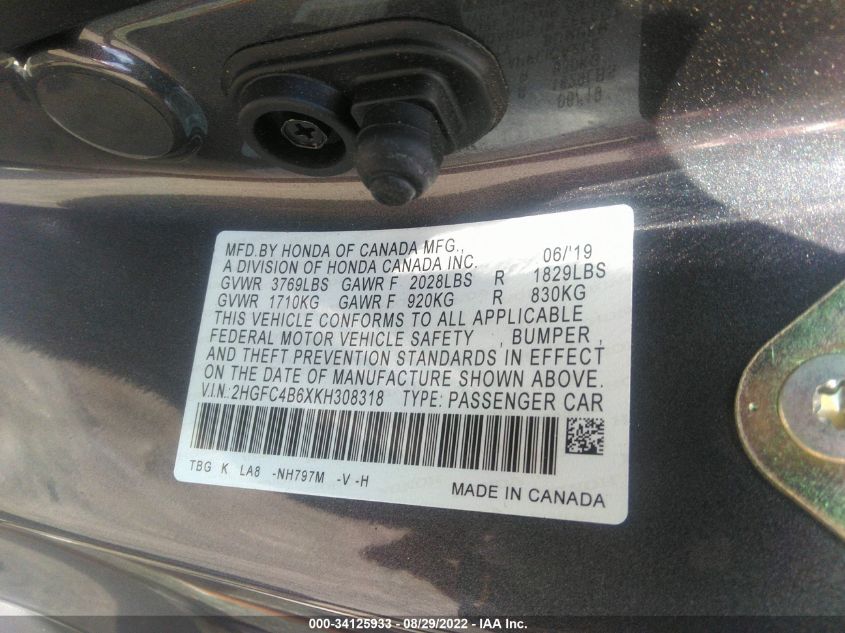 MFD.BY HONDA OF CANADA MFG., 06/'19
A DIVISION OF HONDA CANADA INC.
GVWR 3769LBS GAWR F 2028LBS R 1829LBS
GVWR 1710KG GAWR F 920KG R 830KG
THIS VEHICLE CONFORMS TO ALL APPLICABLE
FEDERAL MOTOR VEHICLE SAFETY , BUMPER ,
AND THEFT PREVENTION STANDARDS IN EFFECT
ON THE DATE OF MANUFACTURE SHOWN ABOVE.
V.I.N.: 2HGFC4B6XKH308318 TYPE: PASSENGER CAR
TBG K LA8 -NH797M -V -H
MADE IN CANADA
000-34125933 - 08/29/2022 - IAA Inc.